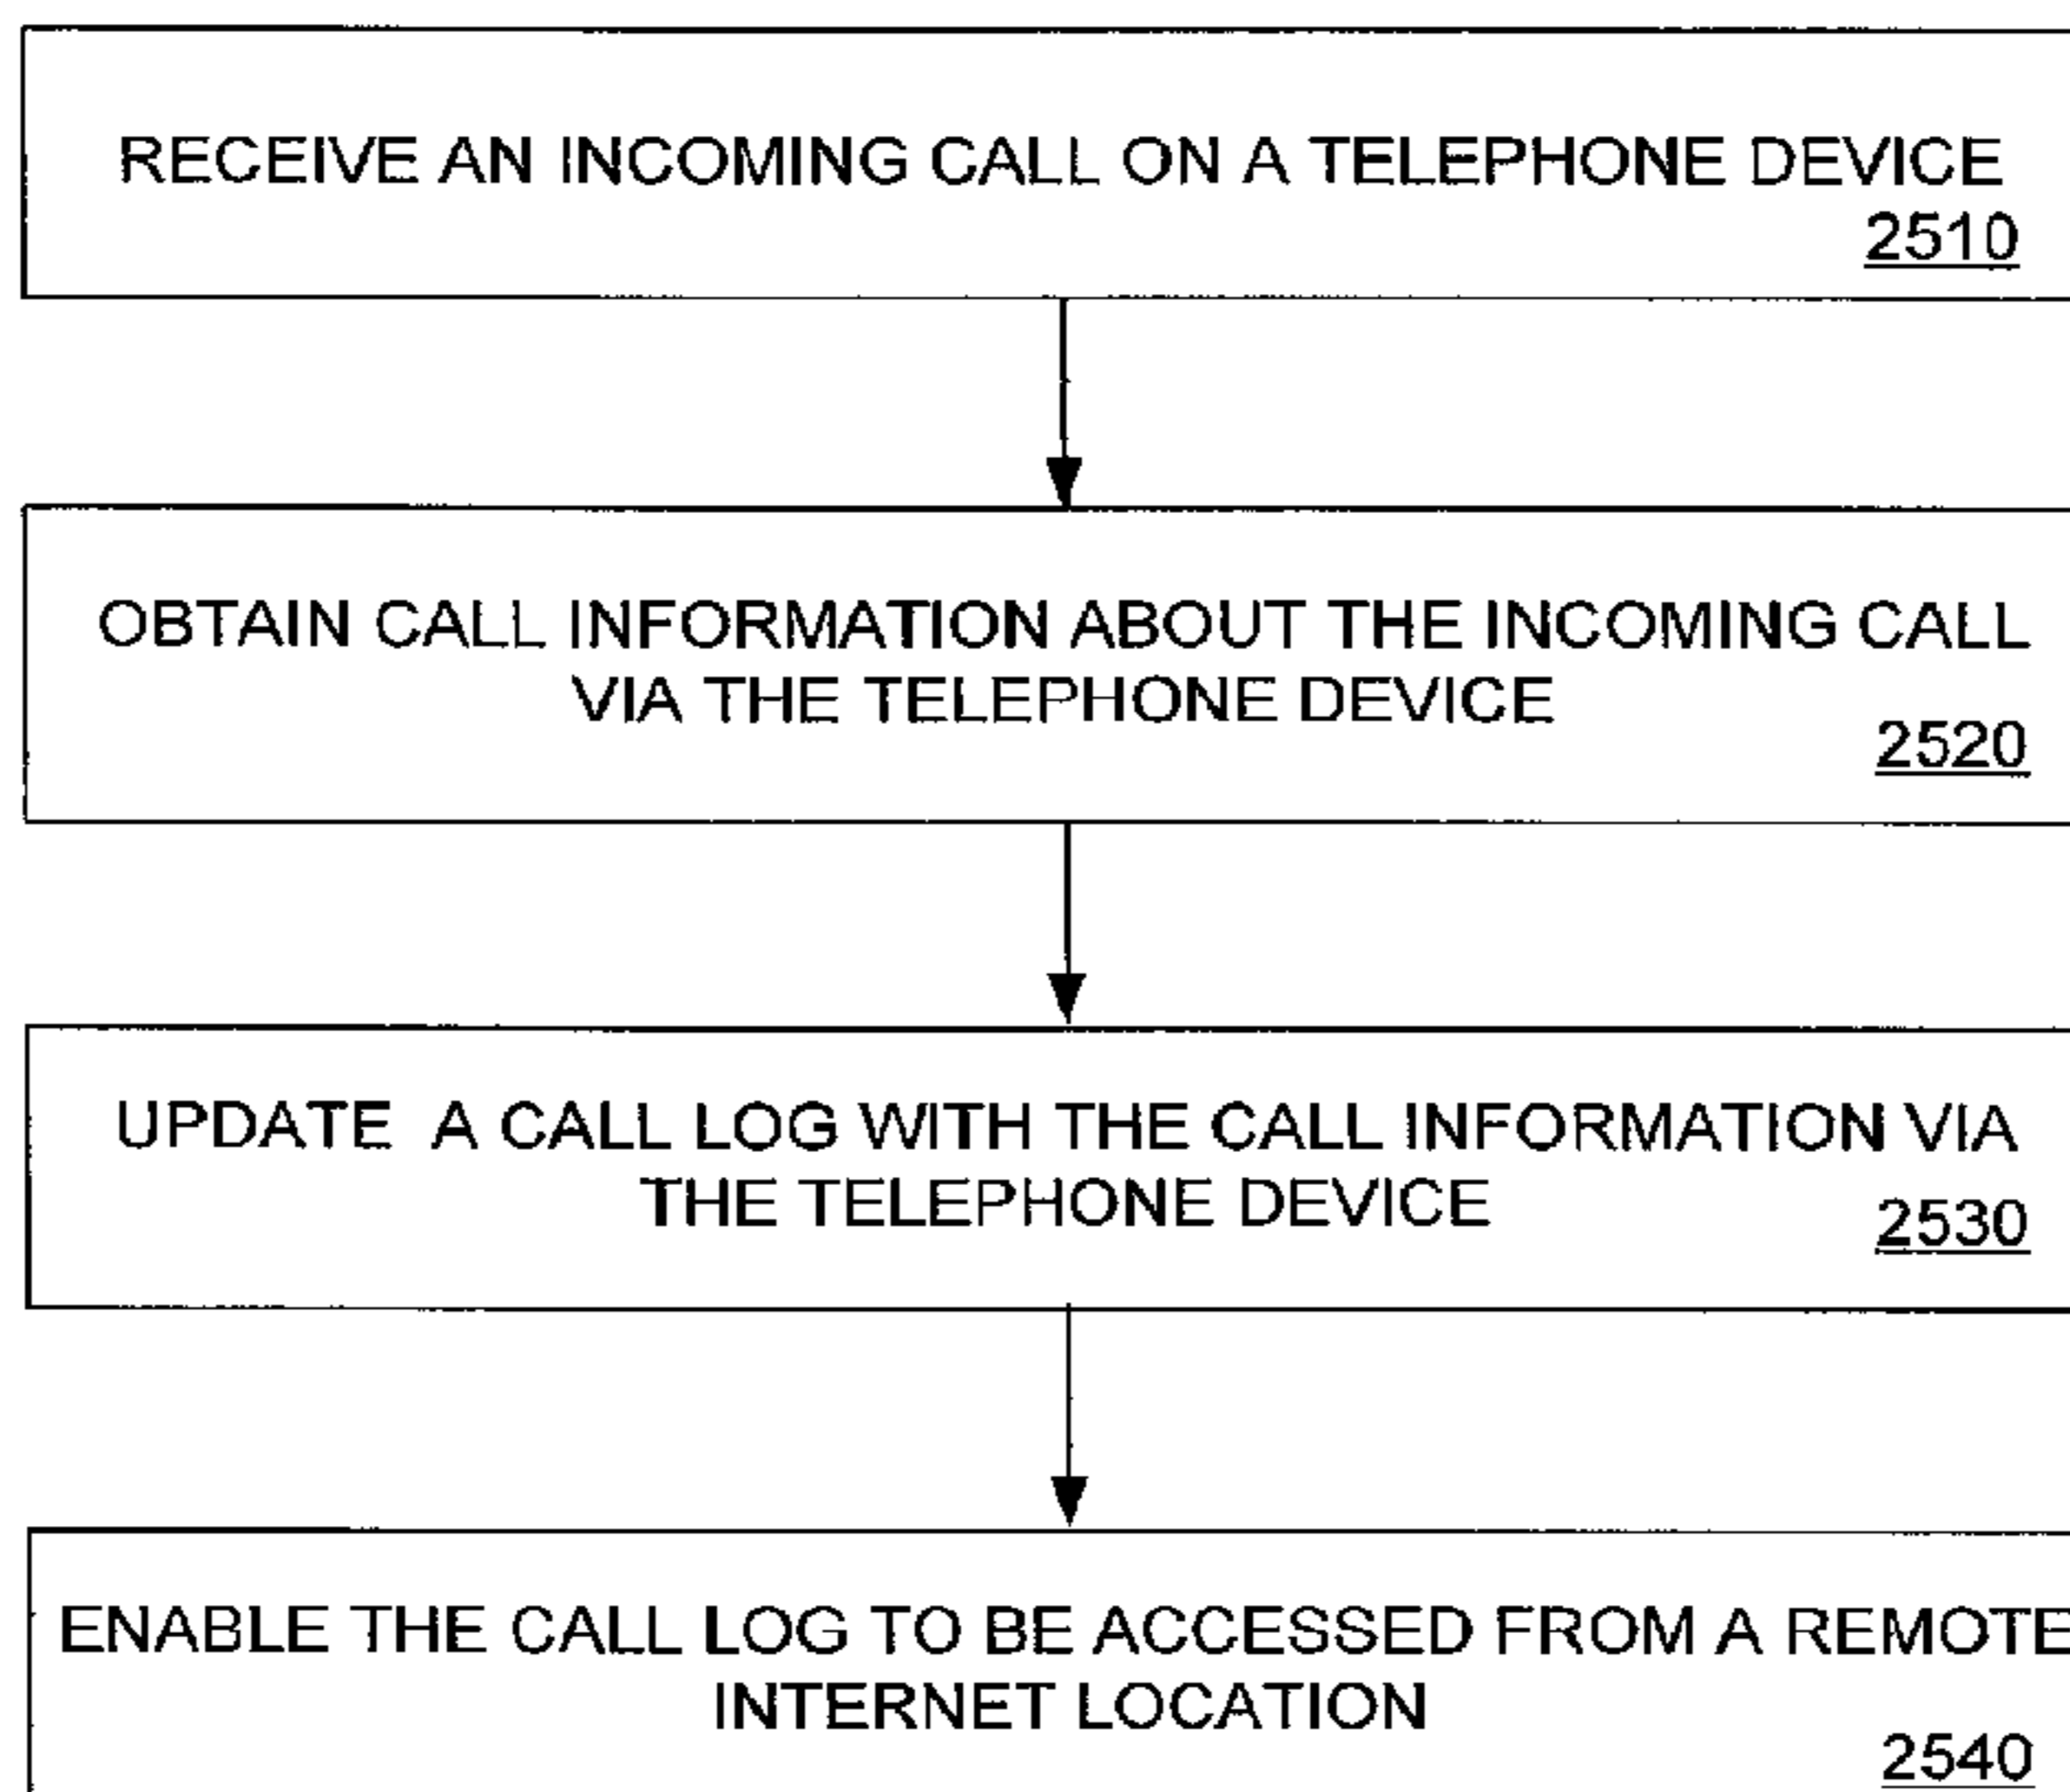 RECEIVE AN INCOMING CALL ON A TELEPHONE DEVICE
2510
OBTAIN CALL INFORMATION ABOUT THE INCOMING CALL
VIA THE TELEPHONE DEVICE
2520
UPDATE A CALL LOG WITH THE CALL INFORMATION VIA
THE TELEPHONE DEVICE
2530
ENABLE THE CALL LOG TO BE ACCESSED FROM A REMOTE
INTERNET LOCATION
2540